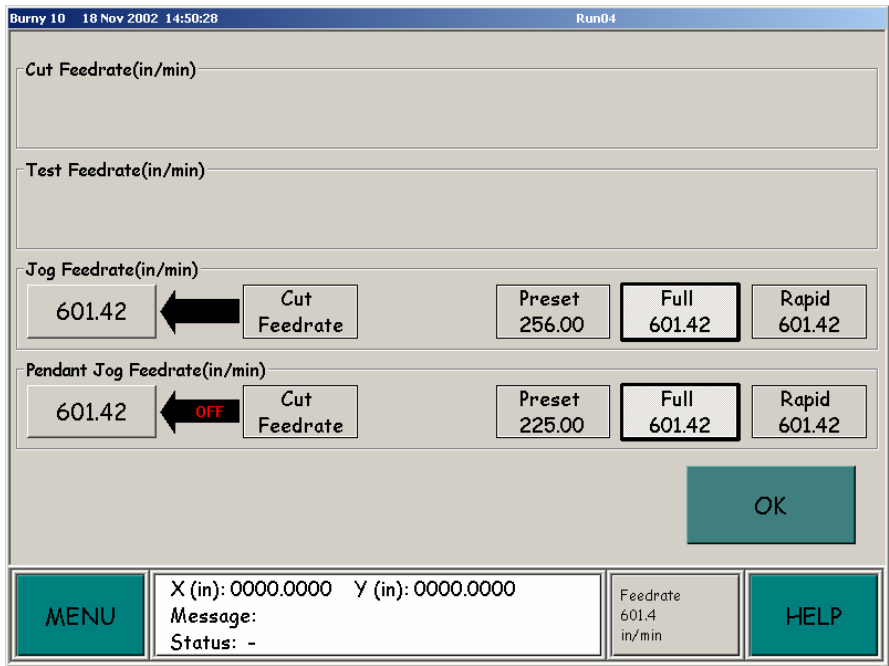 Burny 10 18 Nov 2002 14:50:28 Run04
Cut Feedrate(in/min)
Test Feedrate(in/min)
Jog Feedrate(in/min)
601.42
Cut
Feedrate
Preset
256.00
Full
601.42
Rapid
601.42
Pendant Jog Feedrate(in/min)
601.42
OFF
Cut
Feedrate
Preset
225.00
Full
601.42
Rapid
601.42
OK
MENU
X (in): 0000.0000 Y (in): 0000.0000
Message:
Status: -
Feedrate
601.4
in/min
HELP